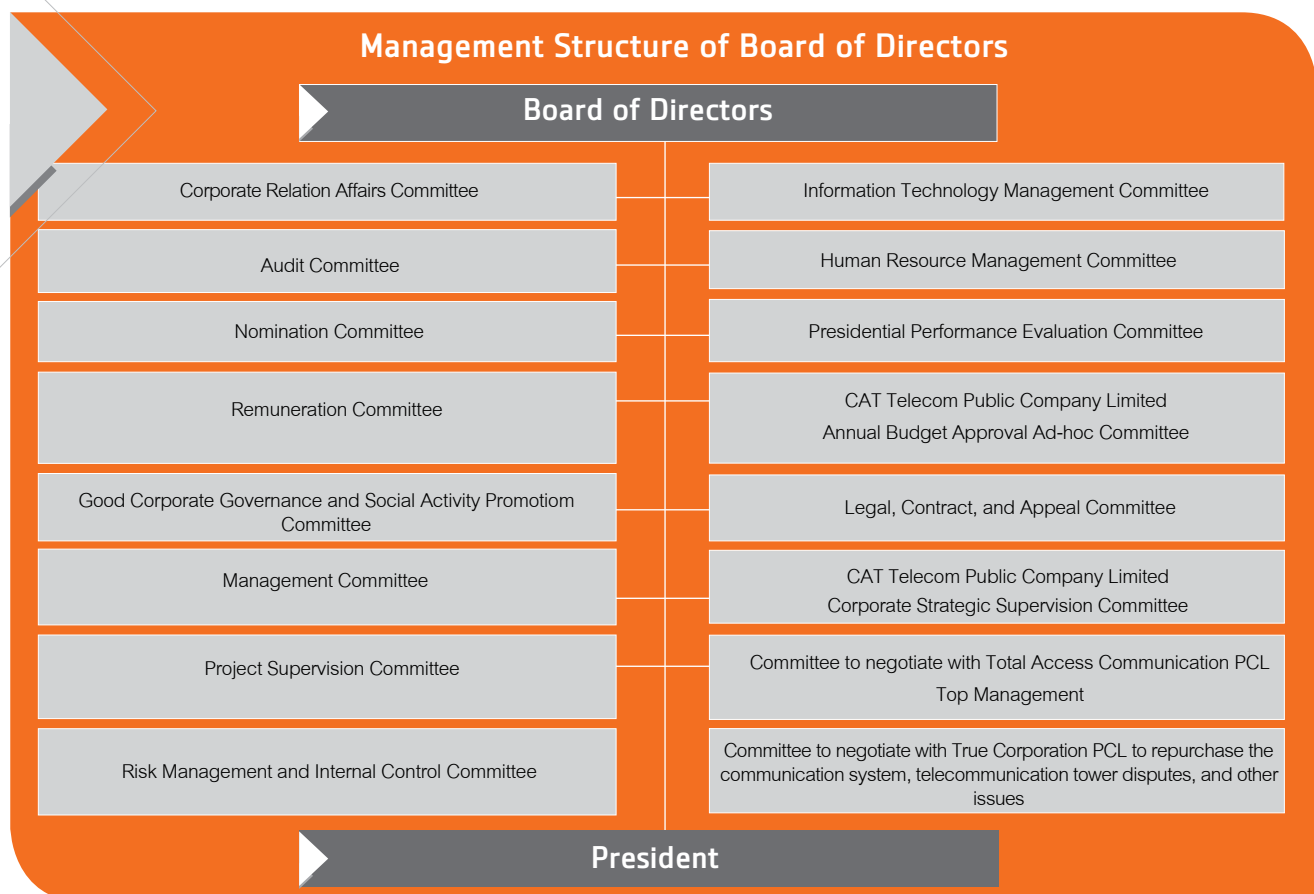 Management Structure of Board of Directors
Board of Directors
Corporate Relation Affairs Committee
Audit Committee
Nomination Committee
Remuneration Committee
Good Corporate Governance and Social Activity Promotiom
Committee
Management Committee
Project Supervision Committee
Risk Management and Internal Control Committee
Information Technology Management Committee
Human Resource Management Committee
Presidential Performance Evaluation Committee
CAT Telecom Public Company Limited
Annual Budget Approval Ad-hoc Committee
Legal, Contract, and Appeal Committee
CAT Telecom Public Company Limited
Corporate Strategic Supervision Committee
Committee to negotiate with Total Access Communication PCL
Top Management
Committee to negotiate with True Corporation PCL to repurchase the
communication system, telecommunication tower disputes, and other
issues
President